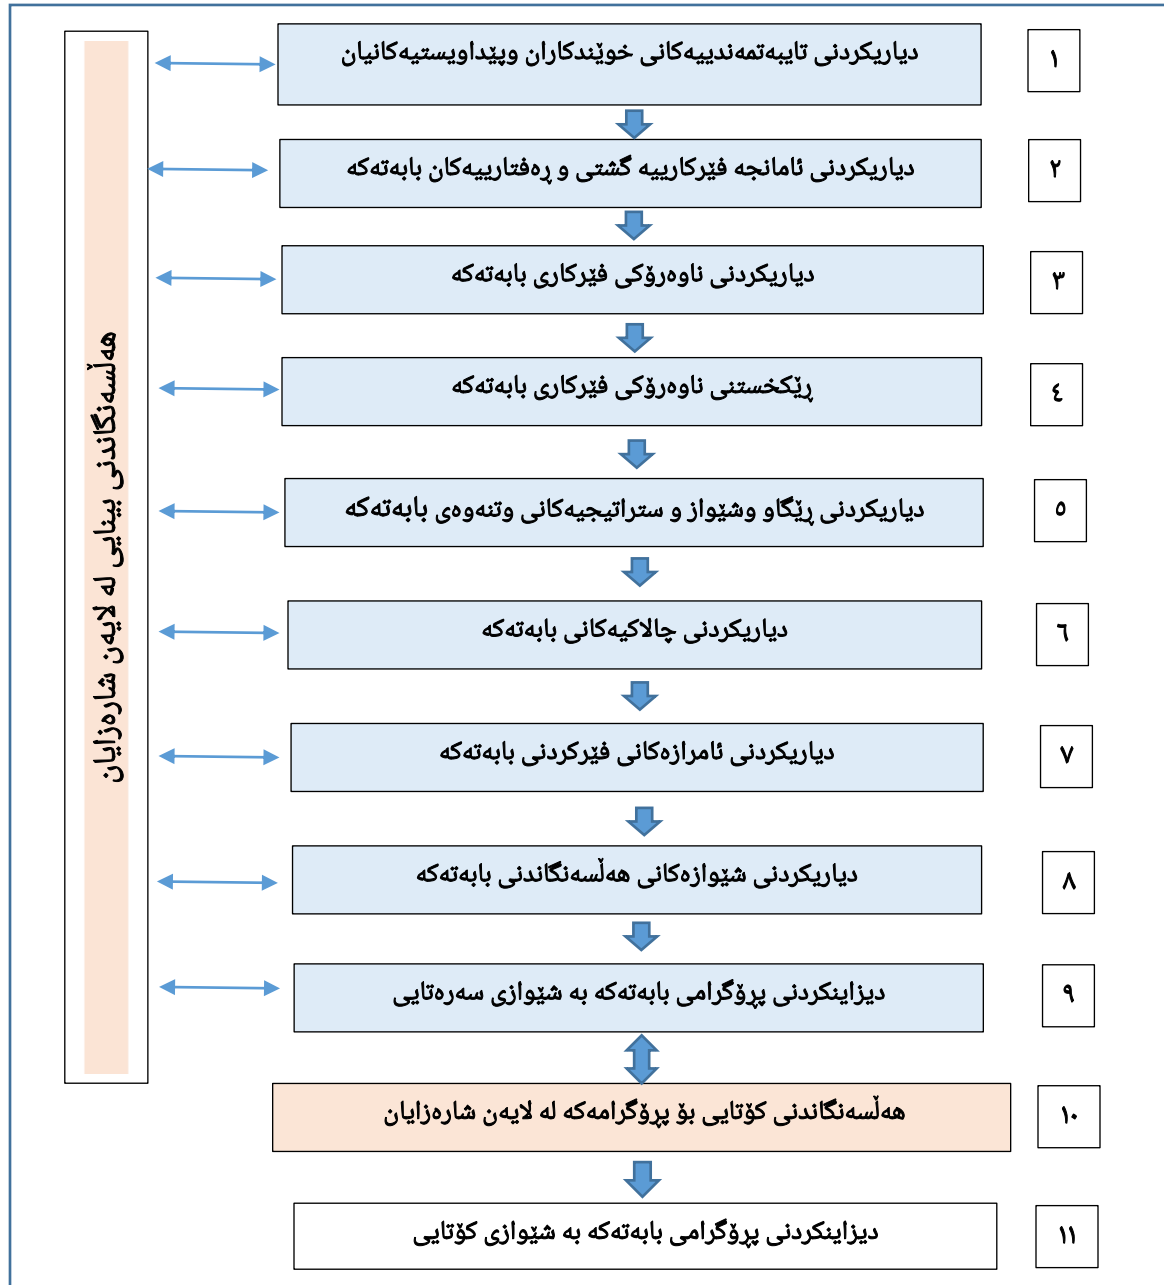 ١
دیاریکردنی تایبەتمەندییەکانی خوێندکاران وپێداویستیەکانیان
٢
دیاریکردنی ئامانجە فێرکارییە گشتی و ڕەفتارییەکان بابەتەکە
٣
دیاریکردنی ناوەرۆکی فێرکاری بابەتەکە
٤
ڕێکخستنی ناوەرۆکی فێرکاری بابەتەکە
٥
دیاریکردنی ڕێگاو وشێواز و ستراتیجیەکانی وتنەوەی بابەتەکە
٦
دیاریکردنی چالاکیەکانی بابەتەکە
٧
دیاریکردنی ئامرازەکانی فێرکردنی بابەتەکە
٨
دیاریکردنی شێوازەکانی هەڵسەنگاندنی بابەتەکە
٩
دیزاینکردنی پڕۆگرامی بابەتەکە بە شێوازی سەرەتایی
١٠
هەڵسەنگاندنی کۆتایی بۆ پڕۆگرامەکە لە لایەن شارەزایان
١١
دیزاینکردنی پڕۆگرامی بابەتەکە بە شێوازی کۆتایی
هەڵسەنگاندنی بینایی لە لایەن شارەزایان